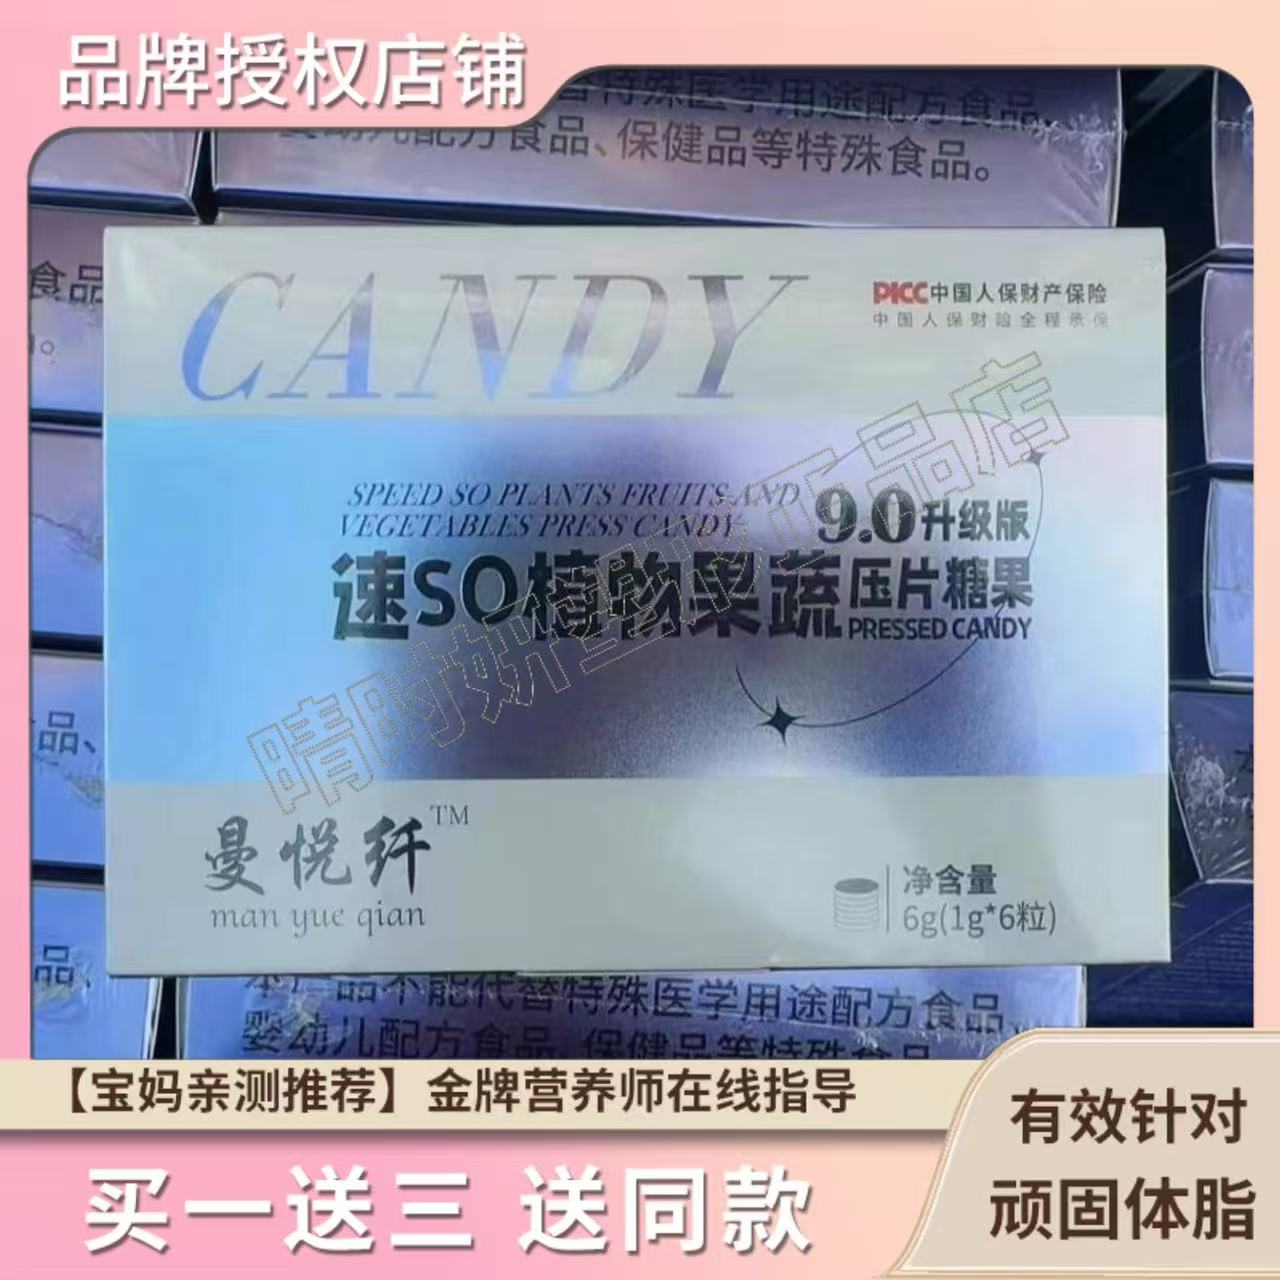 品牌授权店铺
特殊医学用途配方食品、
婴幼儿配方食品、保健品等特殊食品。
食品
CANDY
PICC中国人保财产保险
中国人保财险全程承保
SPEED SO PLANTS FRUITS AND
VEGETABLES PRESS CANDY
9.0升级版
速SO植物果蔬压片糖果
PRESSED CANDY
品、
曼悦纤TM
man yue qian
净含量
6g(1g*6粒)
品、
本产品不能代替特殊医学用途配方食品、
婴幼儿配方食品、保健品等特殊食品。
【宝妈亲测推荐】金牌营养师在线指导
买一送三 送同款
有效针对
顽固体脂